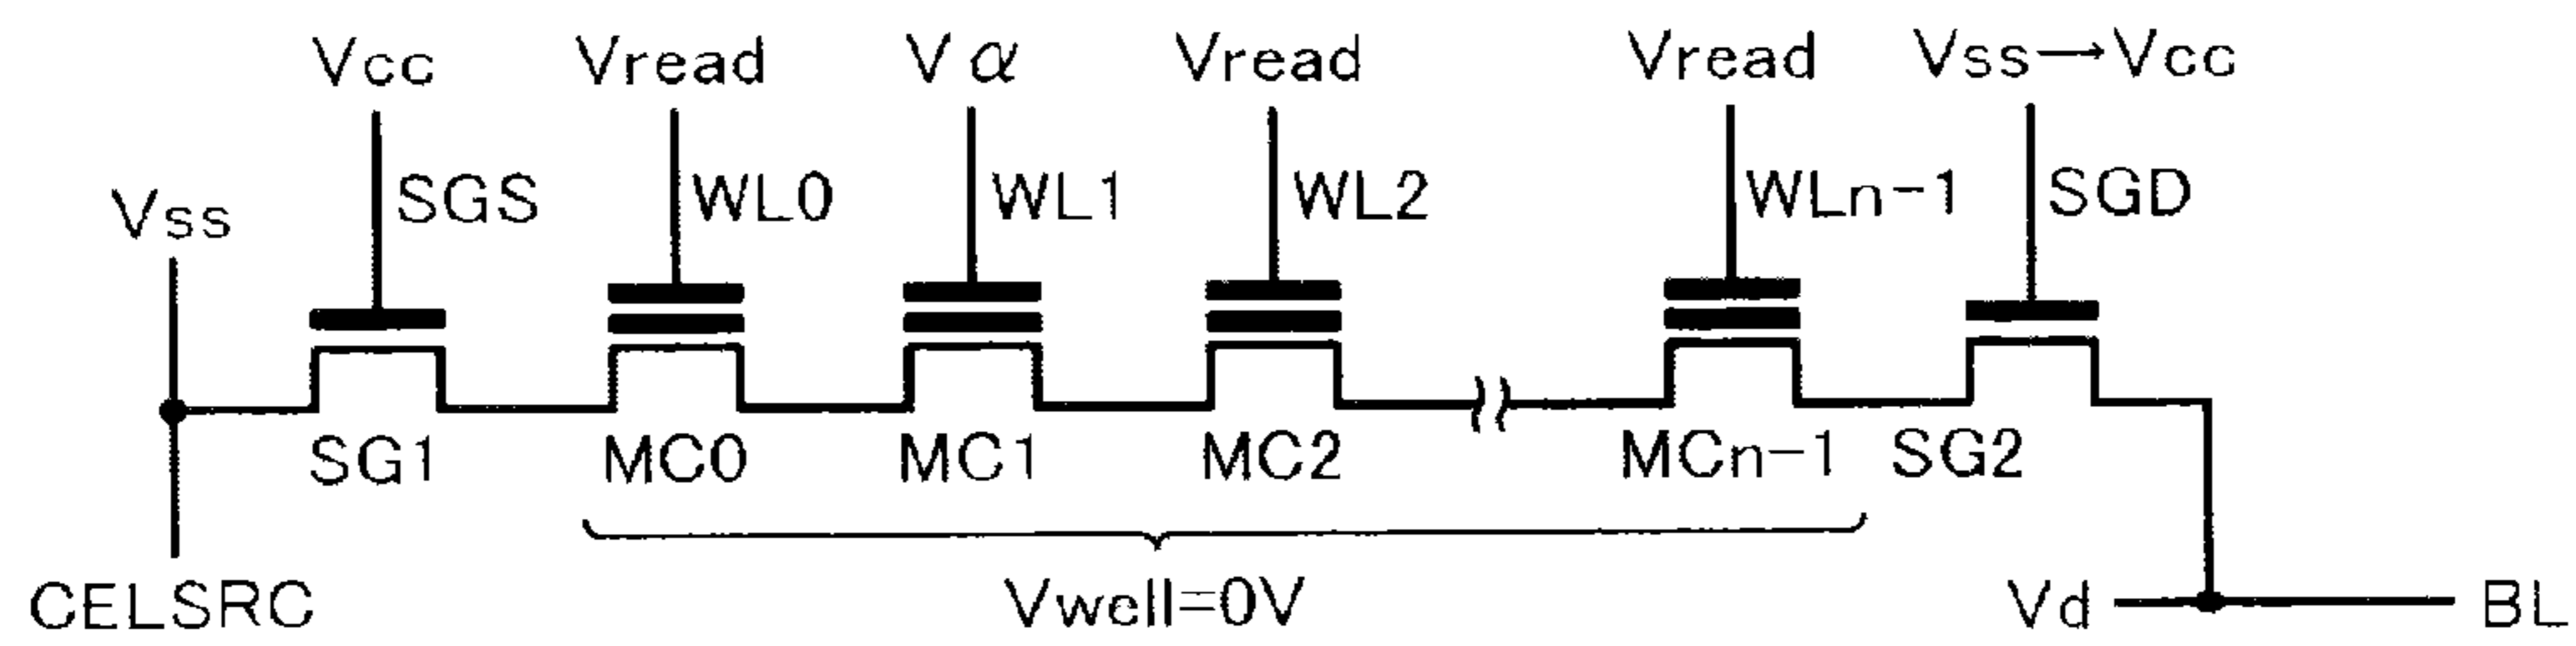 Vcc Vread Vα Vread Vread Vss→Vcc
Vss SGS WL0 WL1 WL2 WLn-1 SGD
SG1 MC0 MC1 MC2 MCn-1 SG2
CELSRC Vwell=0V Vd BL